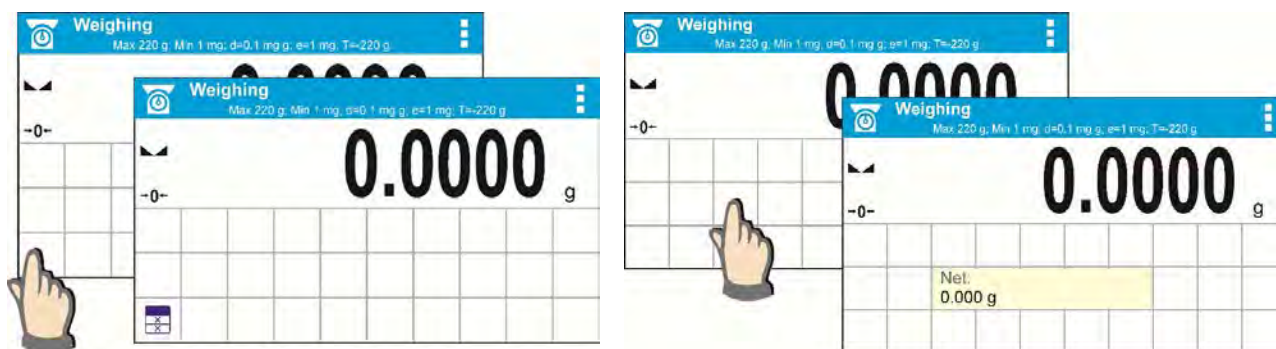 Weighing
Max 220 g; Min 1 mg; d=0.1 mg g; e=1 mg; T=-220 g
→0←
Weighing
Max 220 g; Min 1 mg; d=0.1 mg g; e=1 mg; T=-220 g
0.0000 g
→0←
Weighing
Max 220 g; Min 1 mg; d=0.1 mg g; e=1 mg; T=-220 g
0.0000
→0←
Weighing
Max 220 g; Min 1 mg; d=0.1 mg g; e=1 mg; T=-220 g
0.0000 g
→0←
Net:
0.000 g